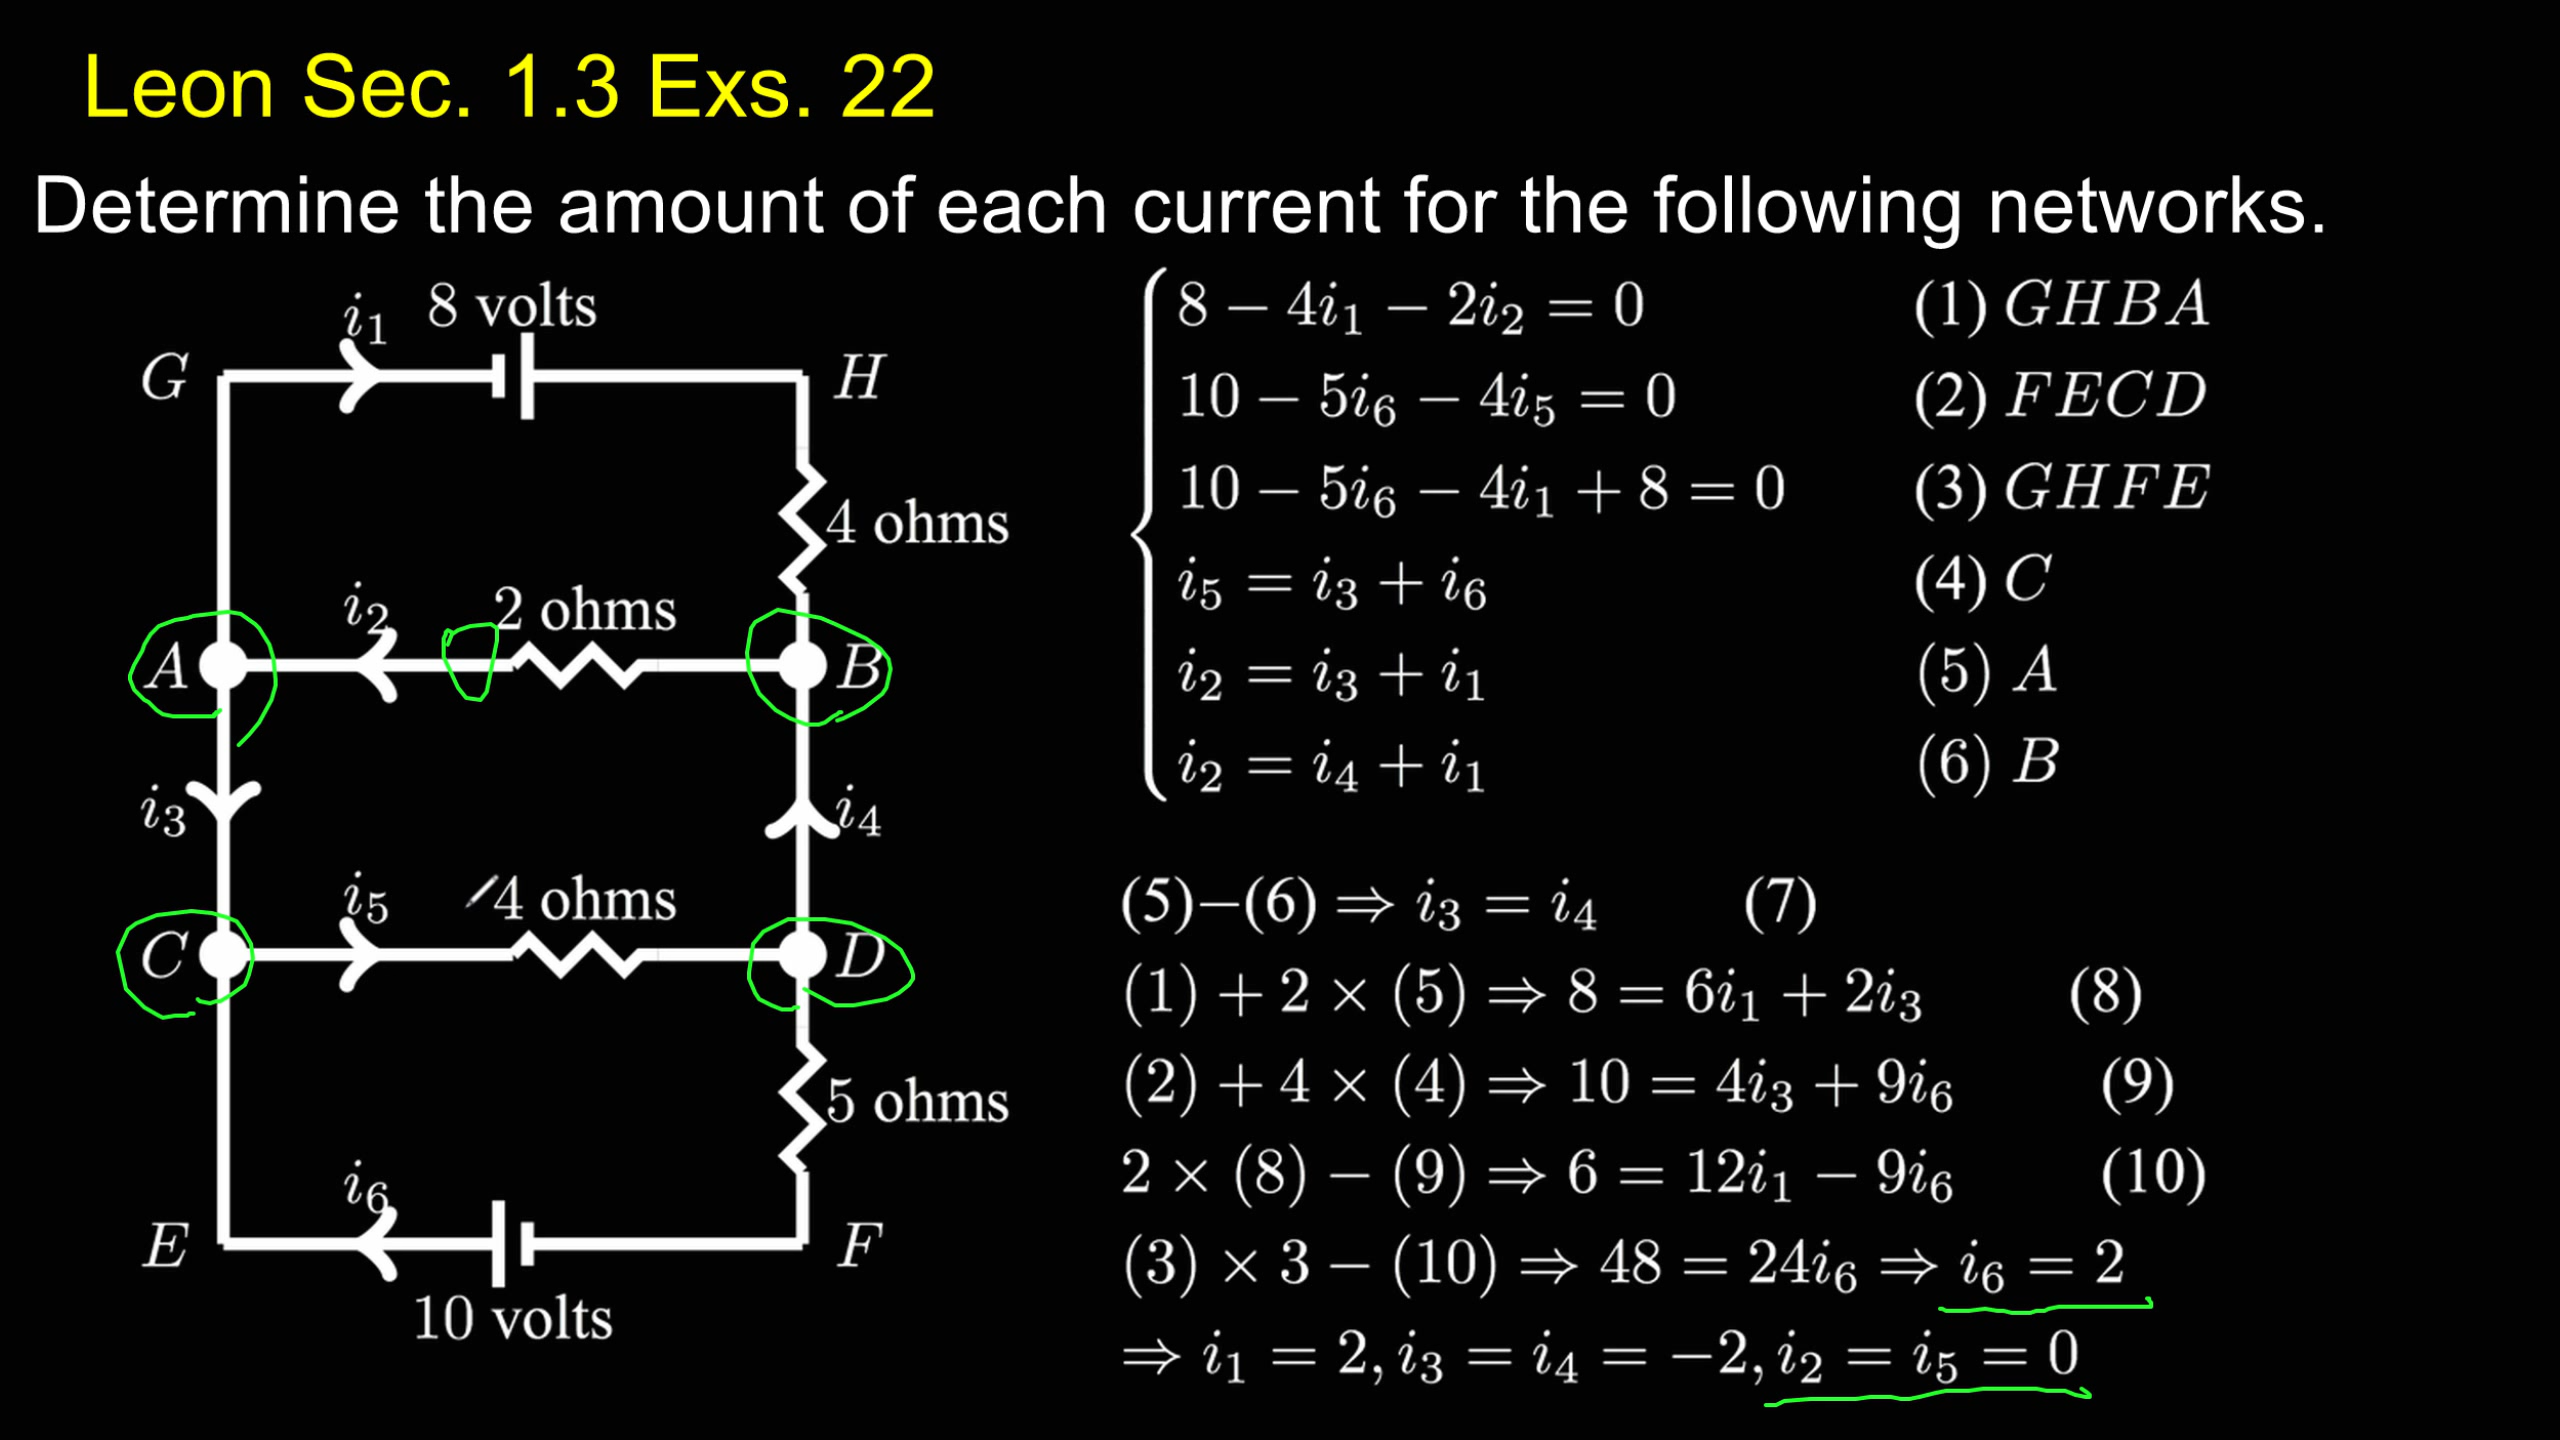 Leon Sec. 1.3 Exs. 22
Determine the amount of each current for the following networks.
i₁ 8 volts
G H
4 ohms
i₂ 2 ohms
A B
i₃ i₄
i₅ 4 ohms
C D
5 ohms
i₆
E F
10 volts
8 − 4i₁ − 2i₂ = 0 (1) GHBA
10 − 5i₆ − 4i₅ = 0 (2) FECD
10 − 5i₆ − 4i₁ + 8 = 0 (3) GHFE
i₅ = i₃ + i₆ (4) C
i₂ = i₃ + i₁ (5) A
i₂ = i₄ + i₁ (6) B
(5)−(6) ⇒ i₃ = i₄ (7)
(1) + 2 × (5) ⇒ 8 = 6i₁ + 2i₃ (8)
(2) + 4 × (4) ⇒ 10 = 4i₃ + 9i₆ (9)
2 × (8) − (9) ⇒ 6 = 12i₁ − 9i₆ (10)
(3) × 3 − (10) ⇒ 48 = 24i₆ ⇒ i₆ = 2
⇒ i₁ = 2, i₃ = i₄ = −2, i₂ = i₅ = 0